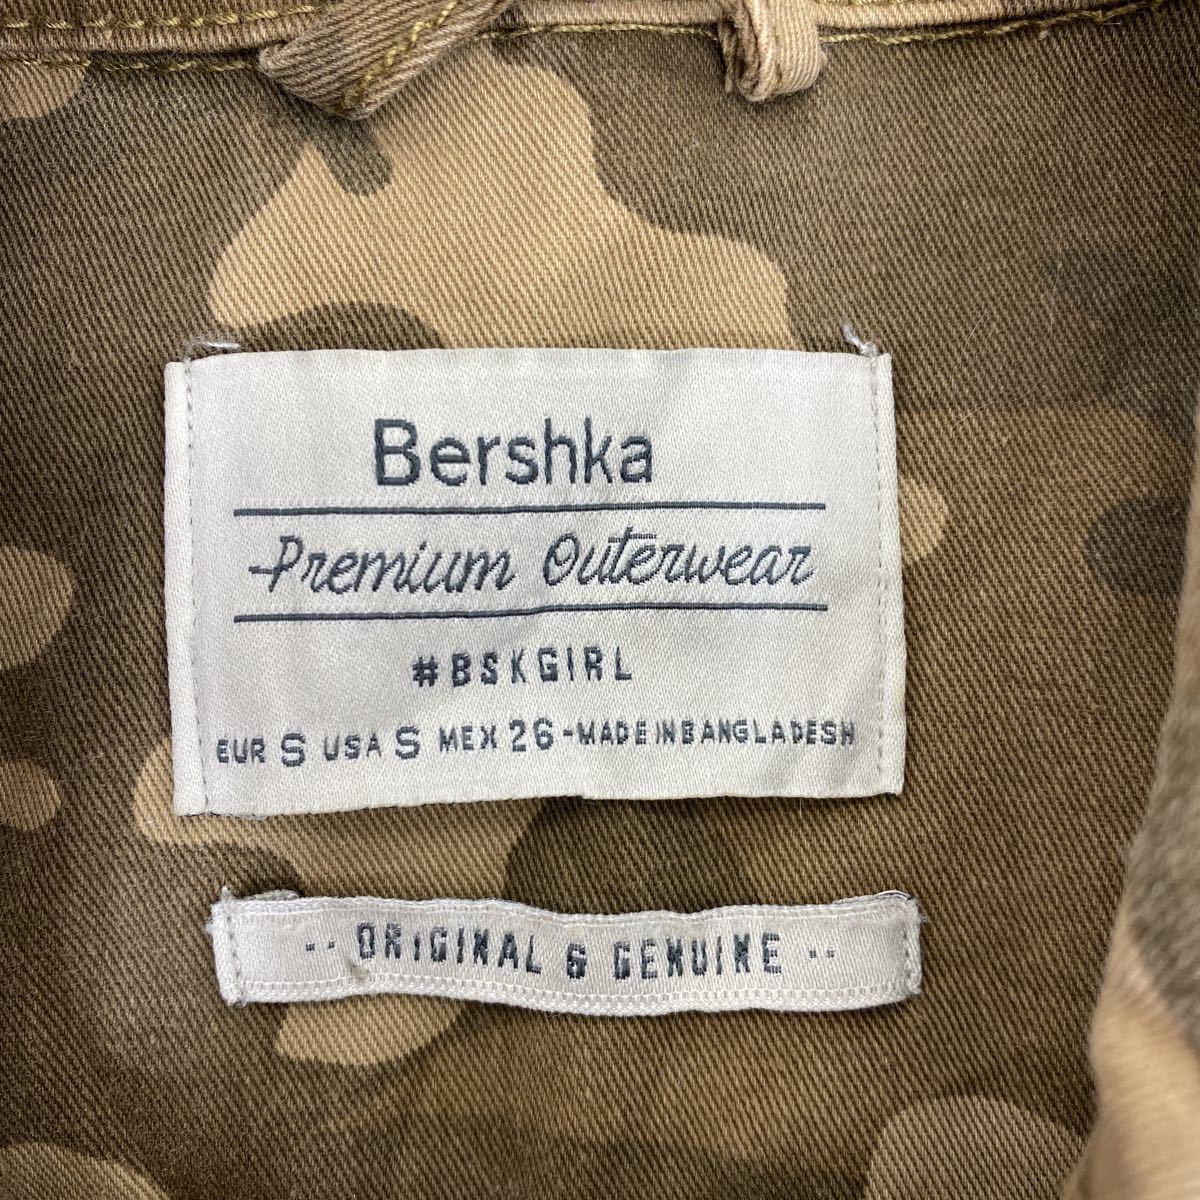 Bershka
Premium Outerwear
#BSKGIRL
EUR S USA S MEX 26-MADE IN BANGLADESH
-- ORIGINAL & GENUINE --